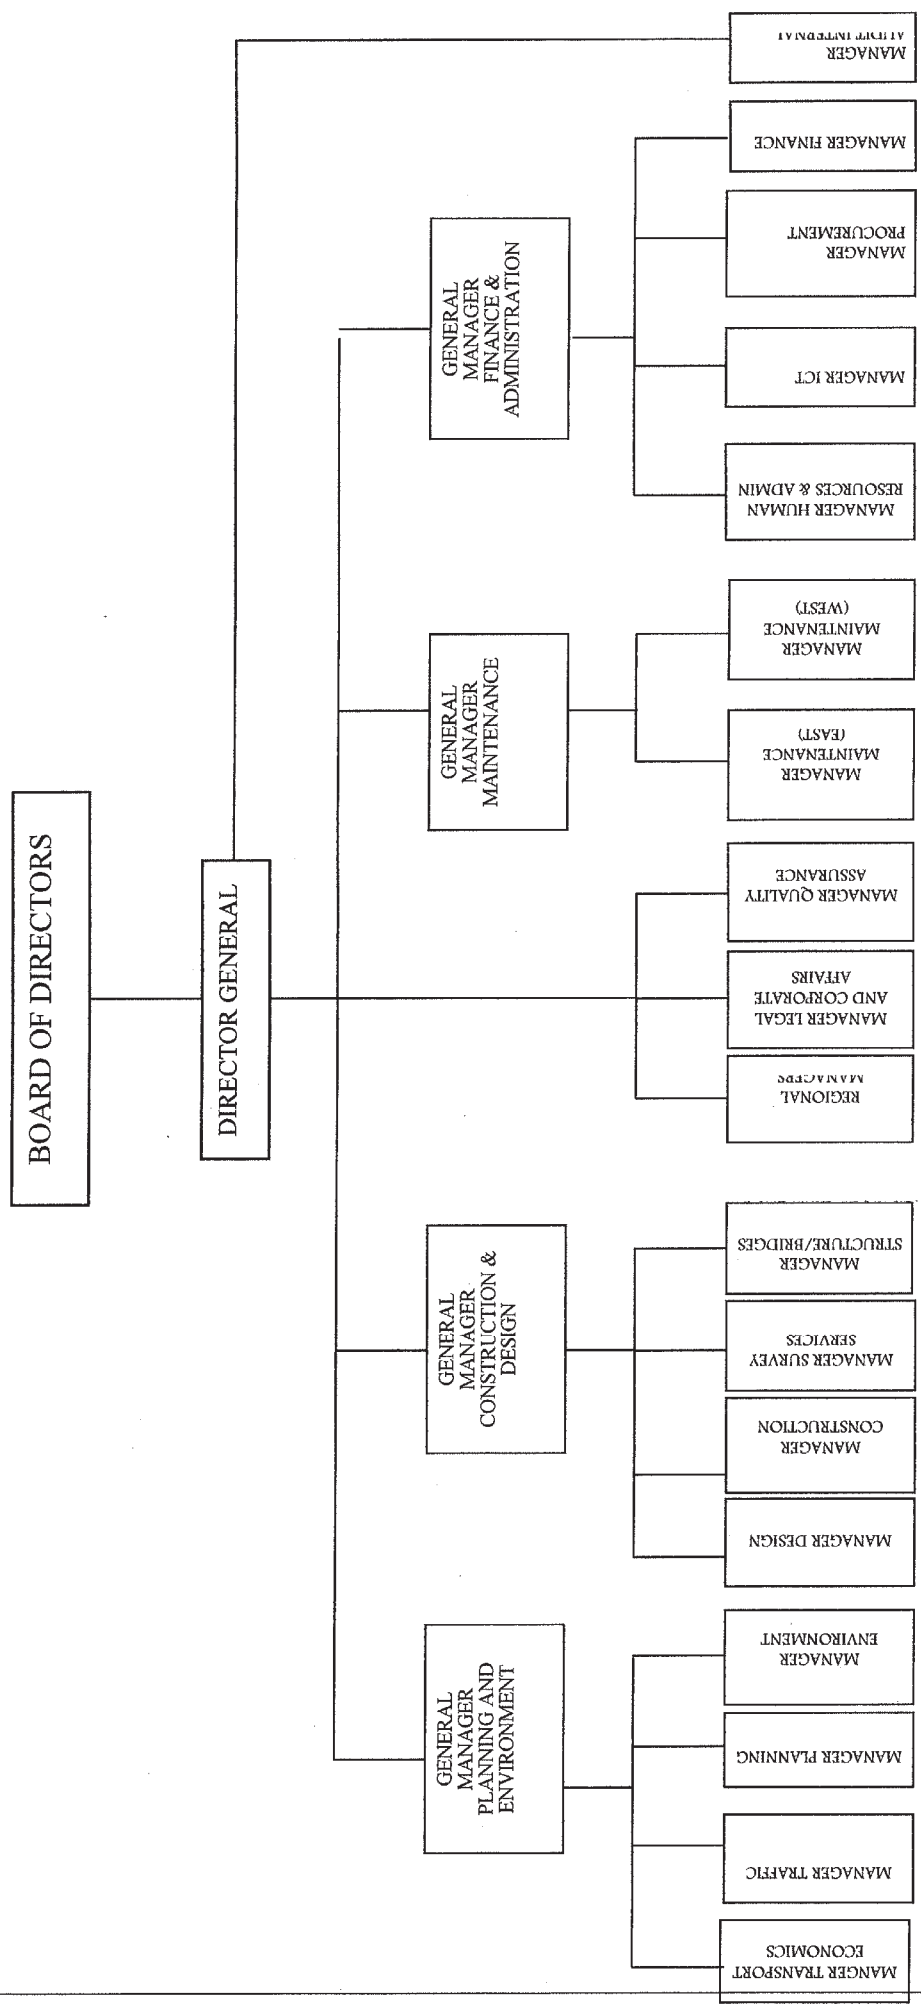 BOARD OF DIRECTORS
DIRECTOR GENERAL
GENERAL
MANAGER
PLANNING AND
ENVIRONMENT
GENERAL
MANAGER
CONSTRUCTION &
DESIGN
GENERAL
MANAGER
MAINTENANCE
GENERAL
MANAGER
FINANCE &
ADMINISTRATION
MANGER TRANSPORT
ECONOMICS
MANAGER TRAFFIC
MANAGER PLANNING
MANAGER
ENVIRONMENT
MANAGER DESIGN
MANAGER
CONSTRUCTION
MANAGER SURVEY
SERVICES
MANAGER
STRUCTURE/BRIDGES
REGIONAL
MANAGERS
MANAGER LEGAL
AND CORPORATE
AFFAIRS
MANAGER QUALITY
ASSURANCE
MANAGER
MAINTENANCE
(EAST)
MANAGER
MAINTENANCE
(WEST)
MANAGER HUMAN
RESOURCES & ADMIN
MANAGER ICT
MANAGER
PROCUREMENT
MANAGER FINANCE
MANAGER
AUDIT INTERNAL